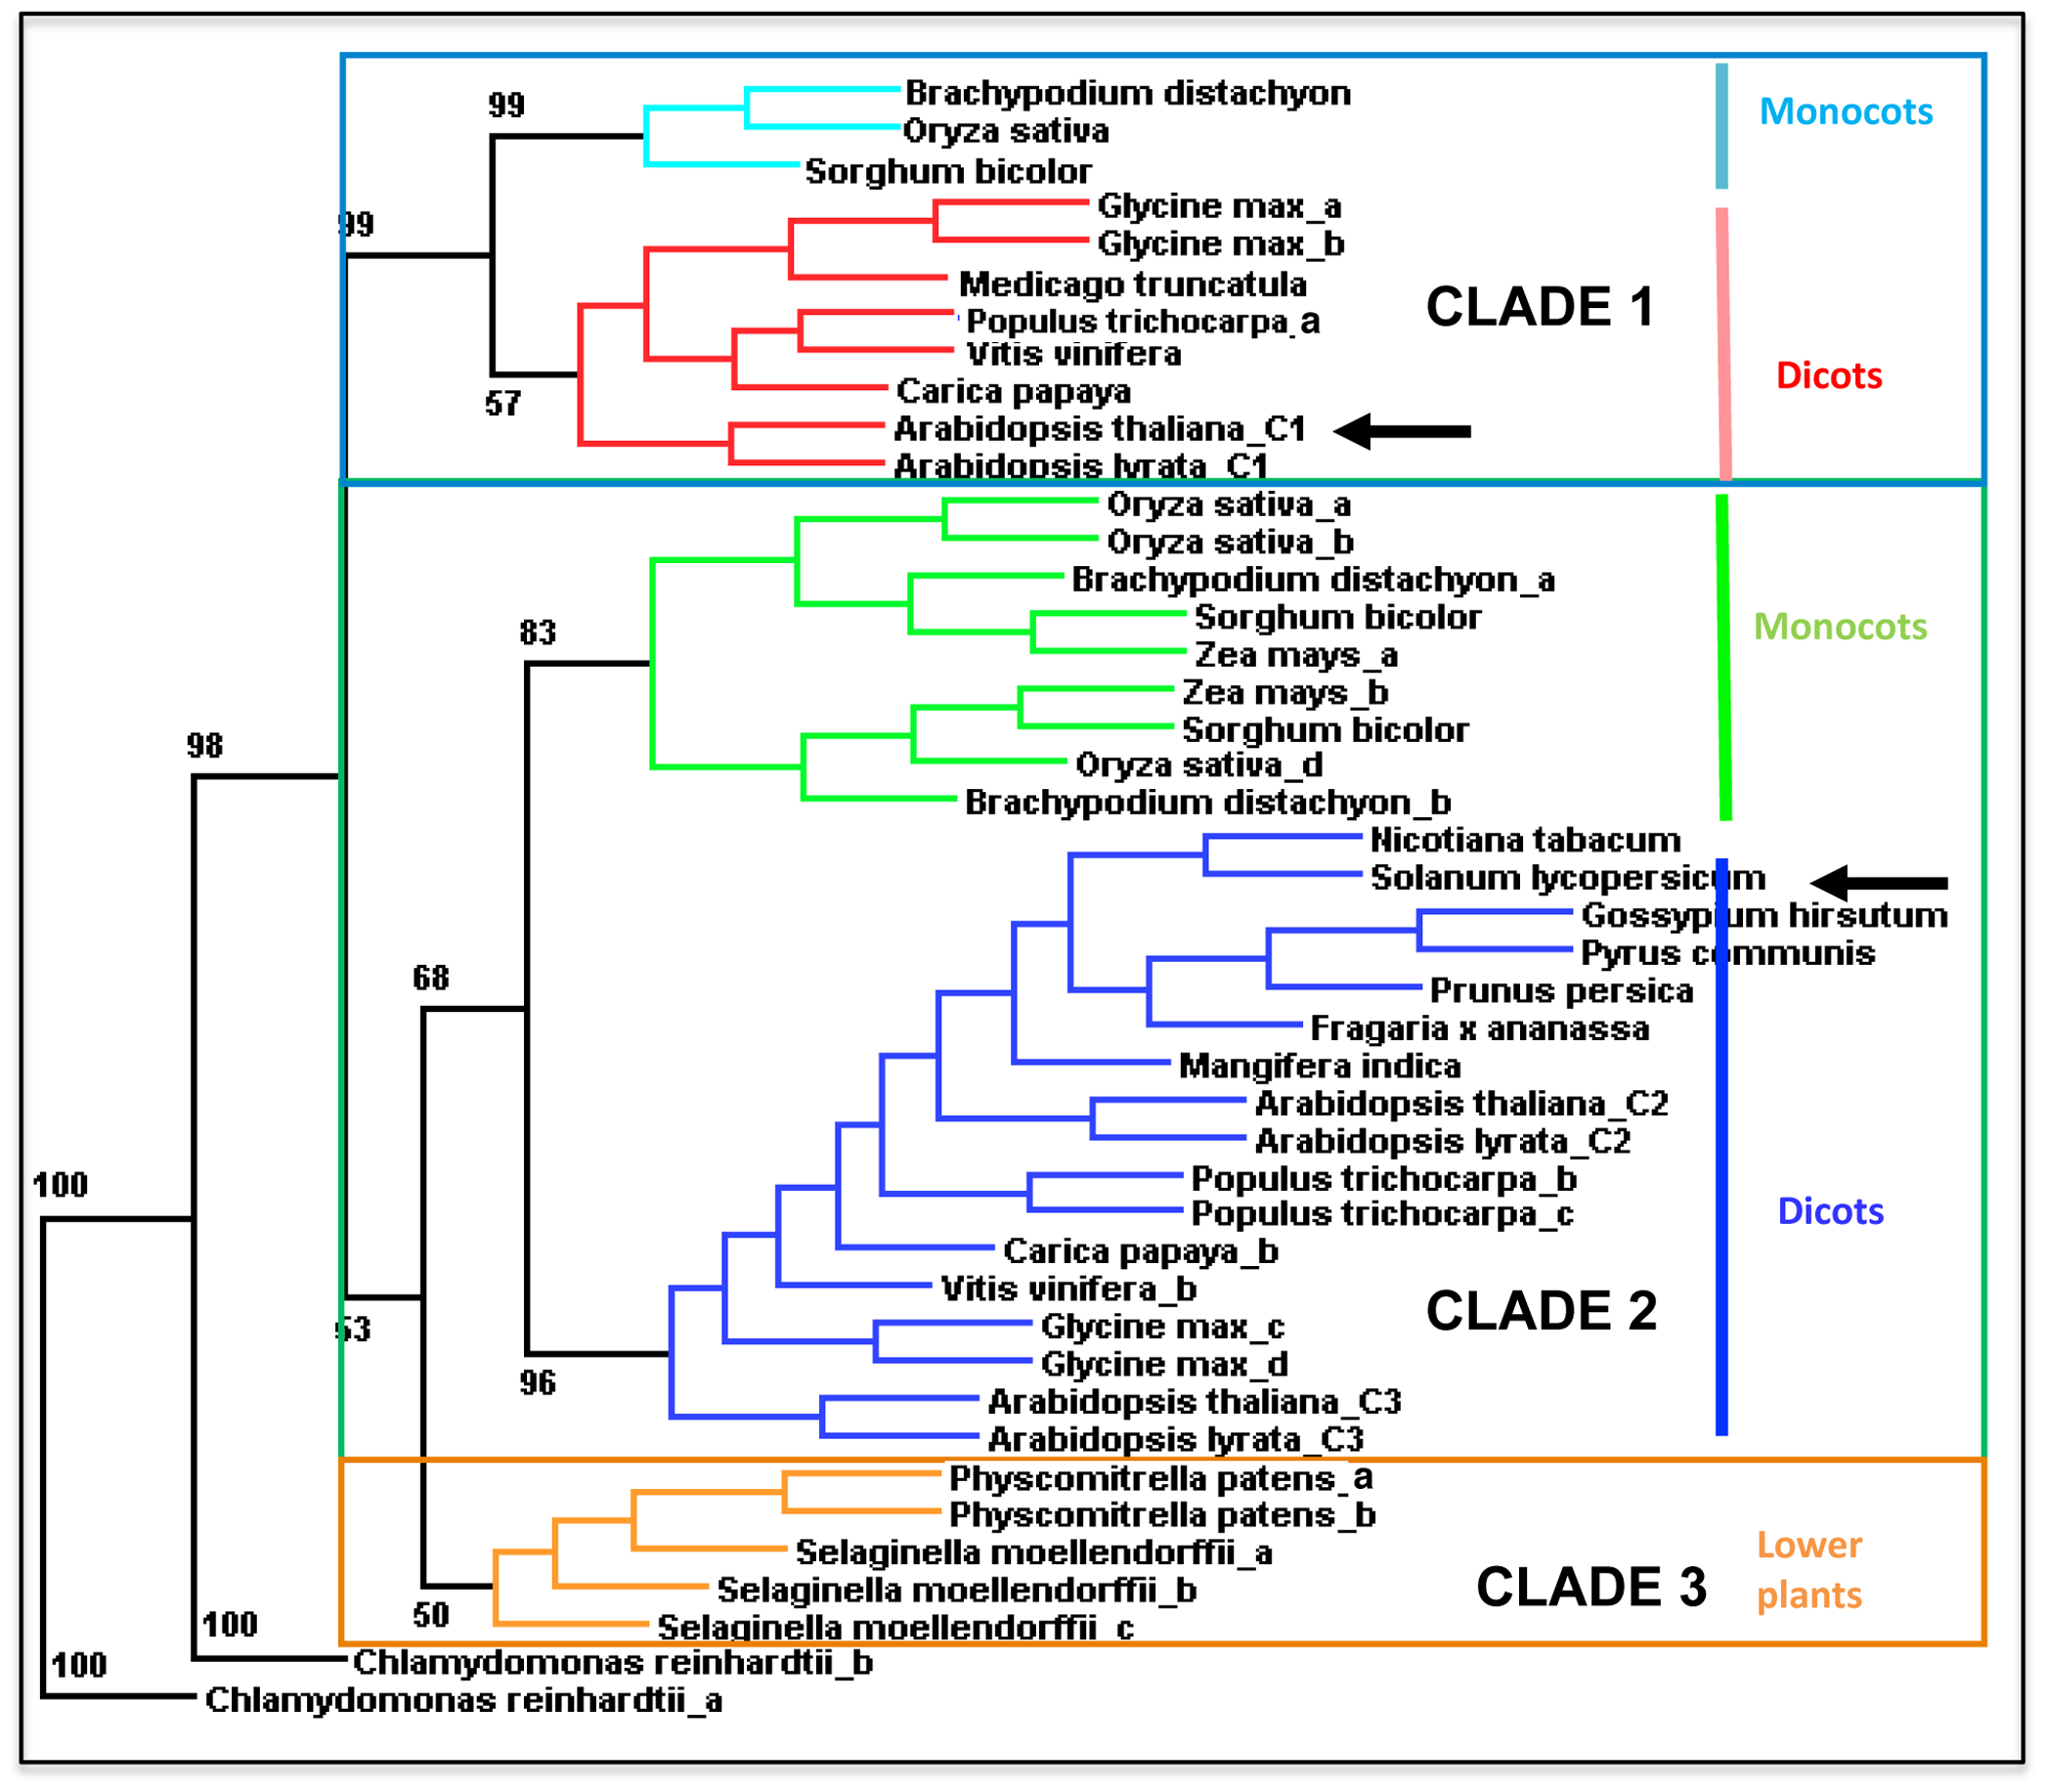 Brachypodium distachyon
99
Monocots
Oryza sativa
Sorghum bicolor
Glycine max_a
99
Glycine max_b
Medicago truncatula
CLADE 1
Populus trichocarpa_a
Vitis vinifera
Dicots
Carica papaya
57
Arabidopsis thaliana_C1
Arabidopsis lyrata_C1
Oryza sativa_a
Oryza sativa_b
Brachypodium distachyon_a
Sorghum bicolor
83
Monocots
Zea mays_a
Zea mays_b
Sorghum bicolor
98
Oryza sativa_d
Brachypodium distachyon_b
Nicotiana tabacum
Solanum lycopersicum
Gossypium hirsutum
Pyrus communis
68
Prunus persica
Fragaria x ananassa
Mangifera indica
Arabidopsis thaliana_C2
Arabidopsis lyrata_C2
Populus trichocarpa_b
100
Populus trichocarpa_c
Dicots
Carica papaya_b
Vitis vinifera_b
CLADE 2
Glycine max_c
53
Glycine max_d
96
Arabidopsis thaliana_C3
Arabidopsis lyrata_C3
Physcomitrella patens_a
Physcomitrella patens_b
Selaginella moellendorffii_a
Lower
plants
CLADE 3
Selaginella moellendorffii_b
50
100
Selaginella moellendorffii_c
Chlamydomonas reinhardtii_b
100
Chlamydomonas reinhardtii_a